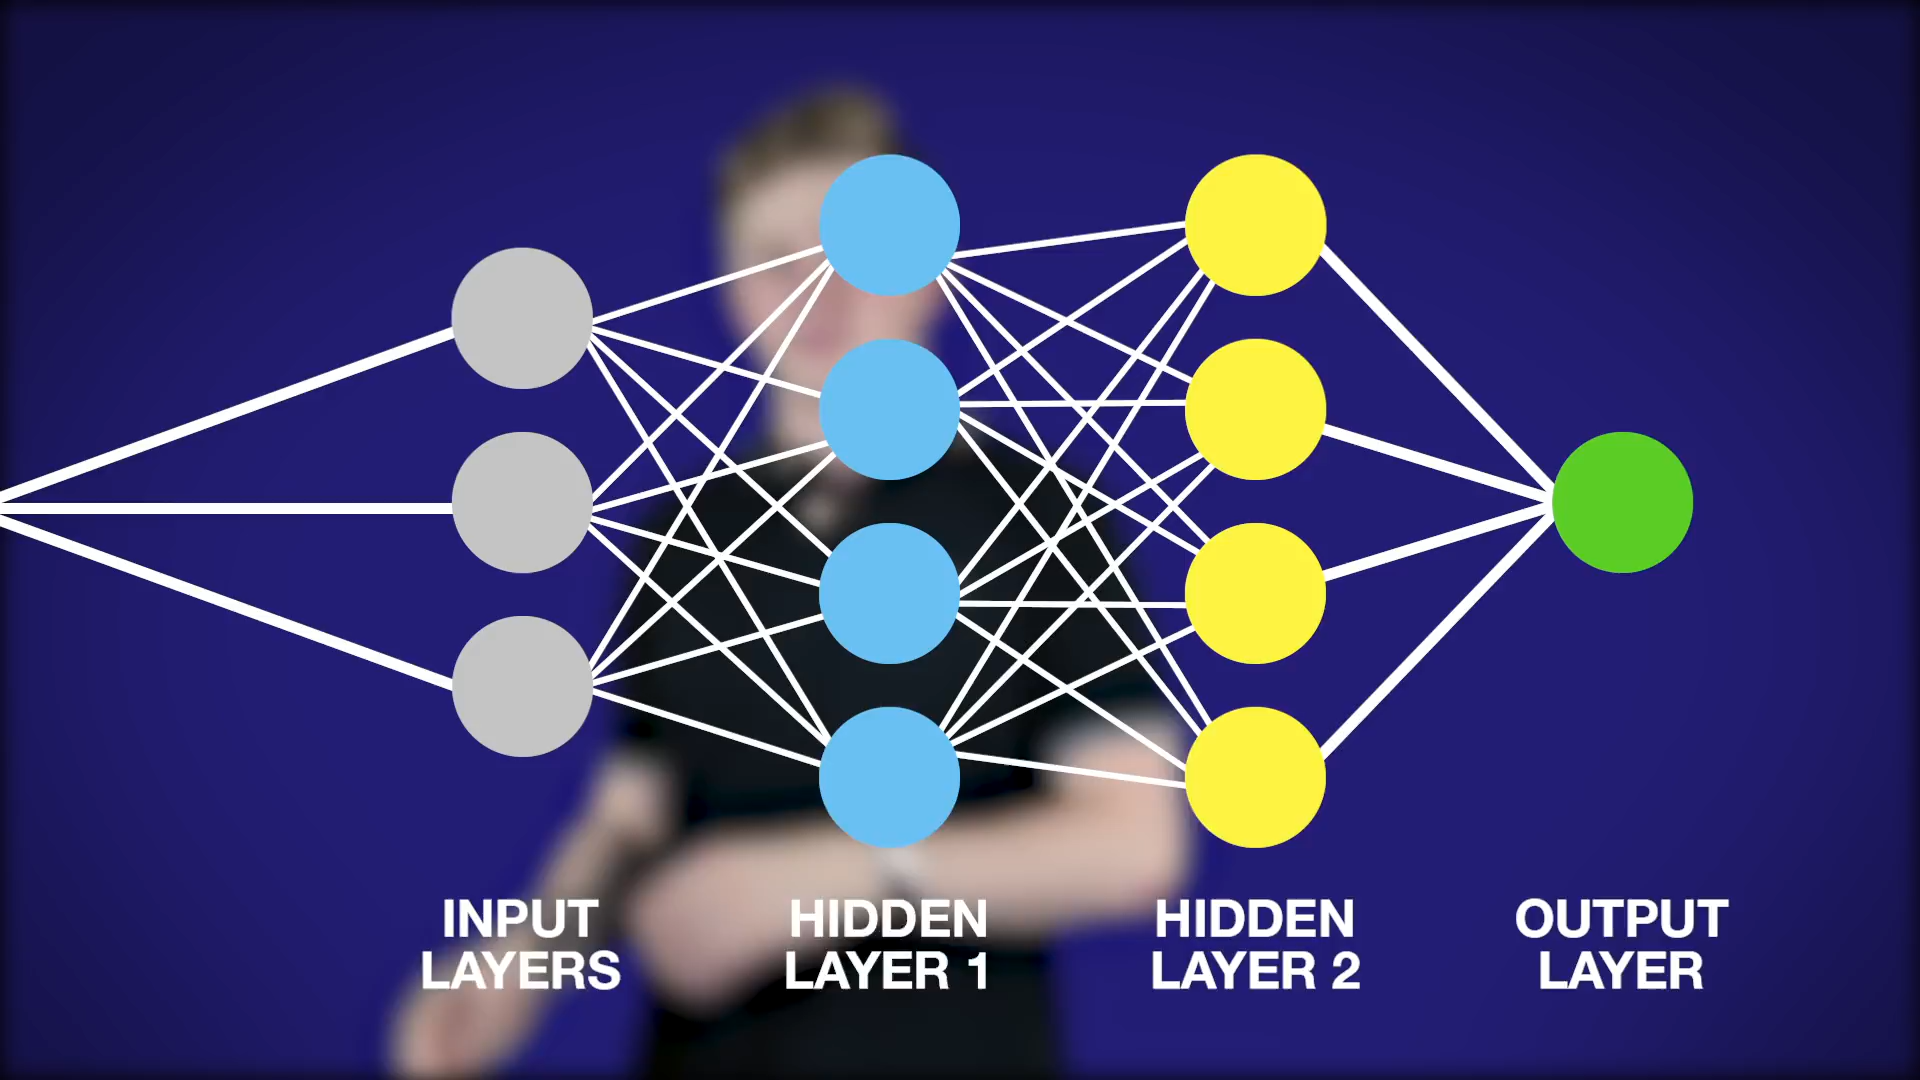 INPUT
LAYERS
HIDDEN
LAYER 1
HIDDEN
LAYER 2
OUTPUT
LAYER